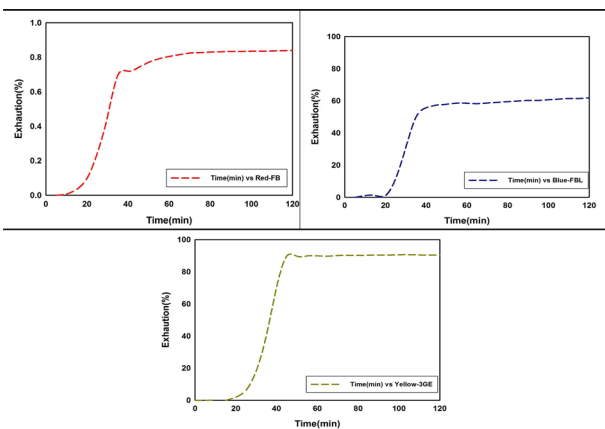 1.0
0.8
0.6
0.4
0.2
0.0
Exhaution(%)
0 20 40 60 80 100 120
Time(min)
Time(min) vs Red-FB
100
80
60
40
20
0
Exhaution(%)
0 20 40 60 80 100 120
Time(min)
Time(min) vs Blue-FBL
100
80
60
40
20
0
Exhaution(%)
0 20 40 60 80 100 120
Time(min)
Time(min) vs Yellow-3GE